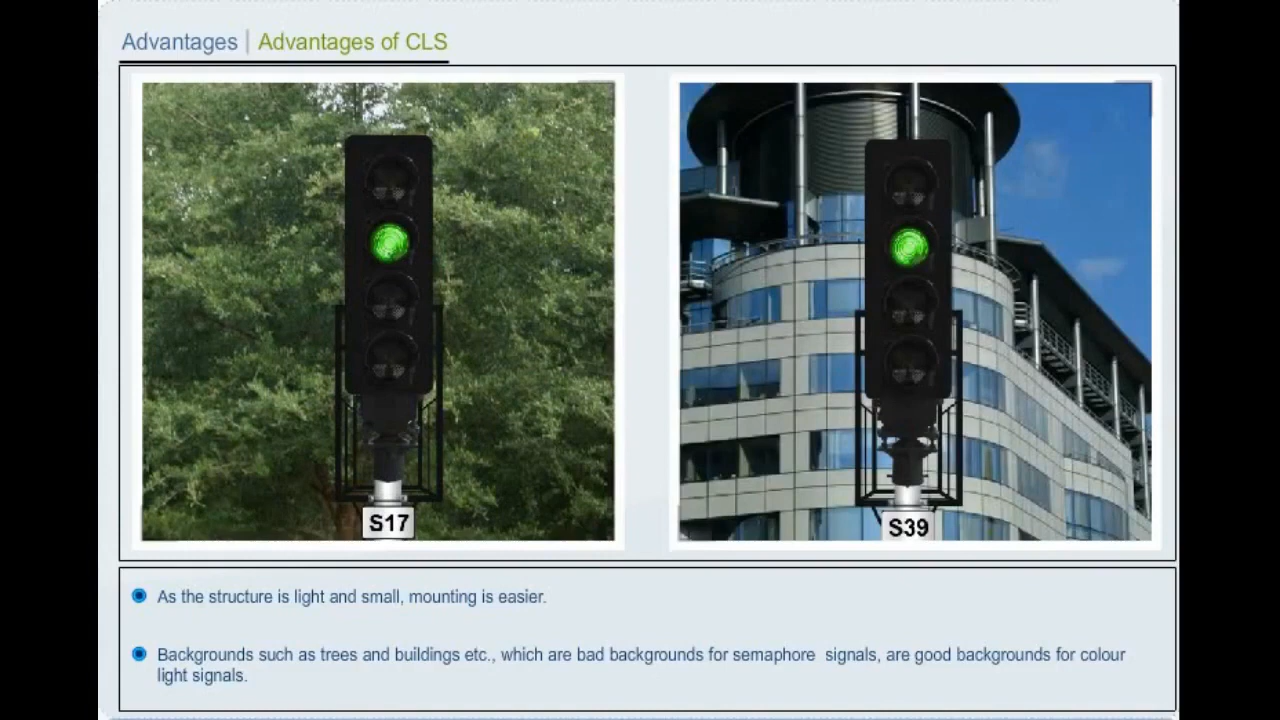 Advantages | Advantages of CLS
S17
S39
As the structure is light and small, mounting is easier.
Backgrounds such as trees and buildings etc., which are bad backgrounds for semaphore signals, are good backgrounds for colour
light signals.